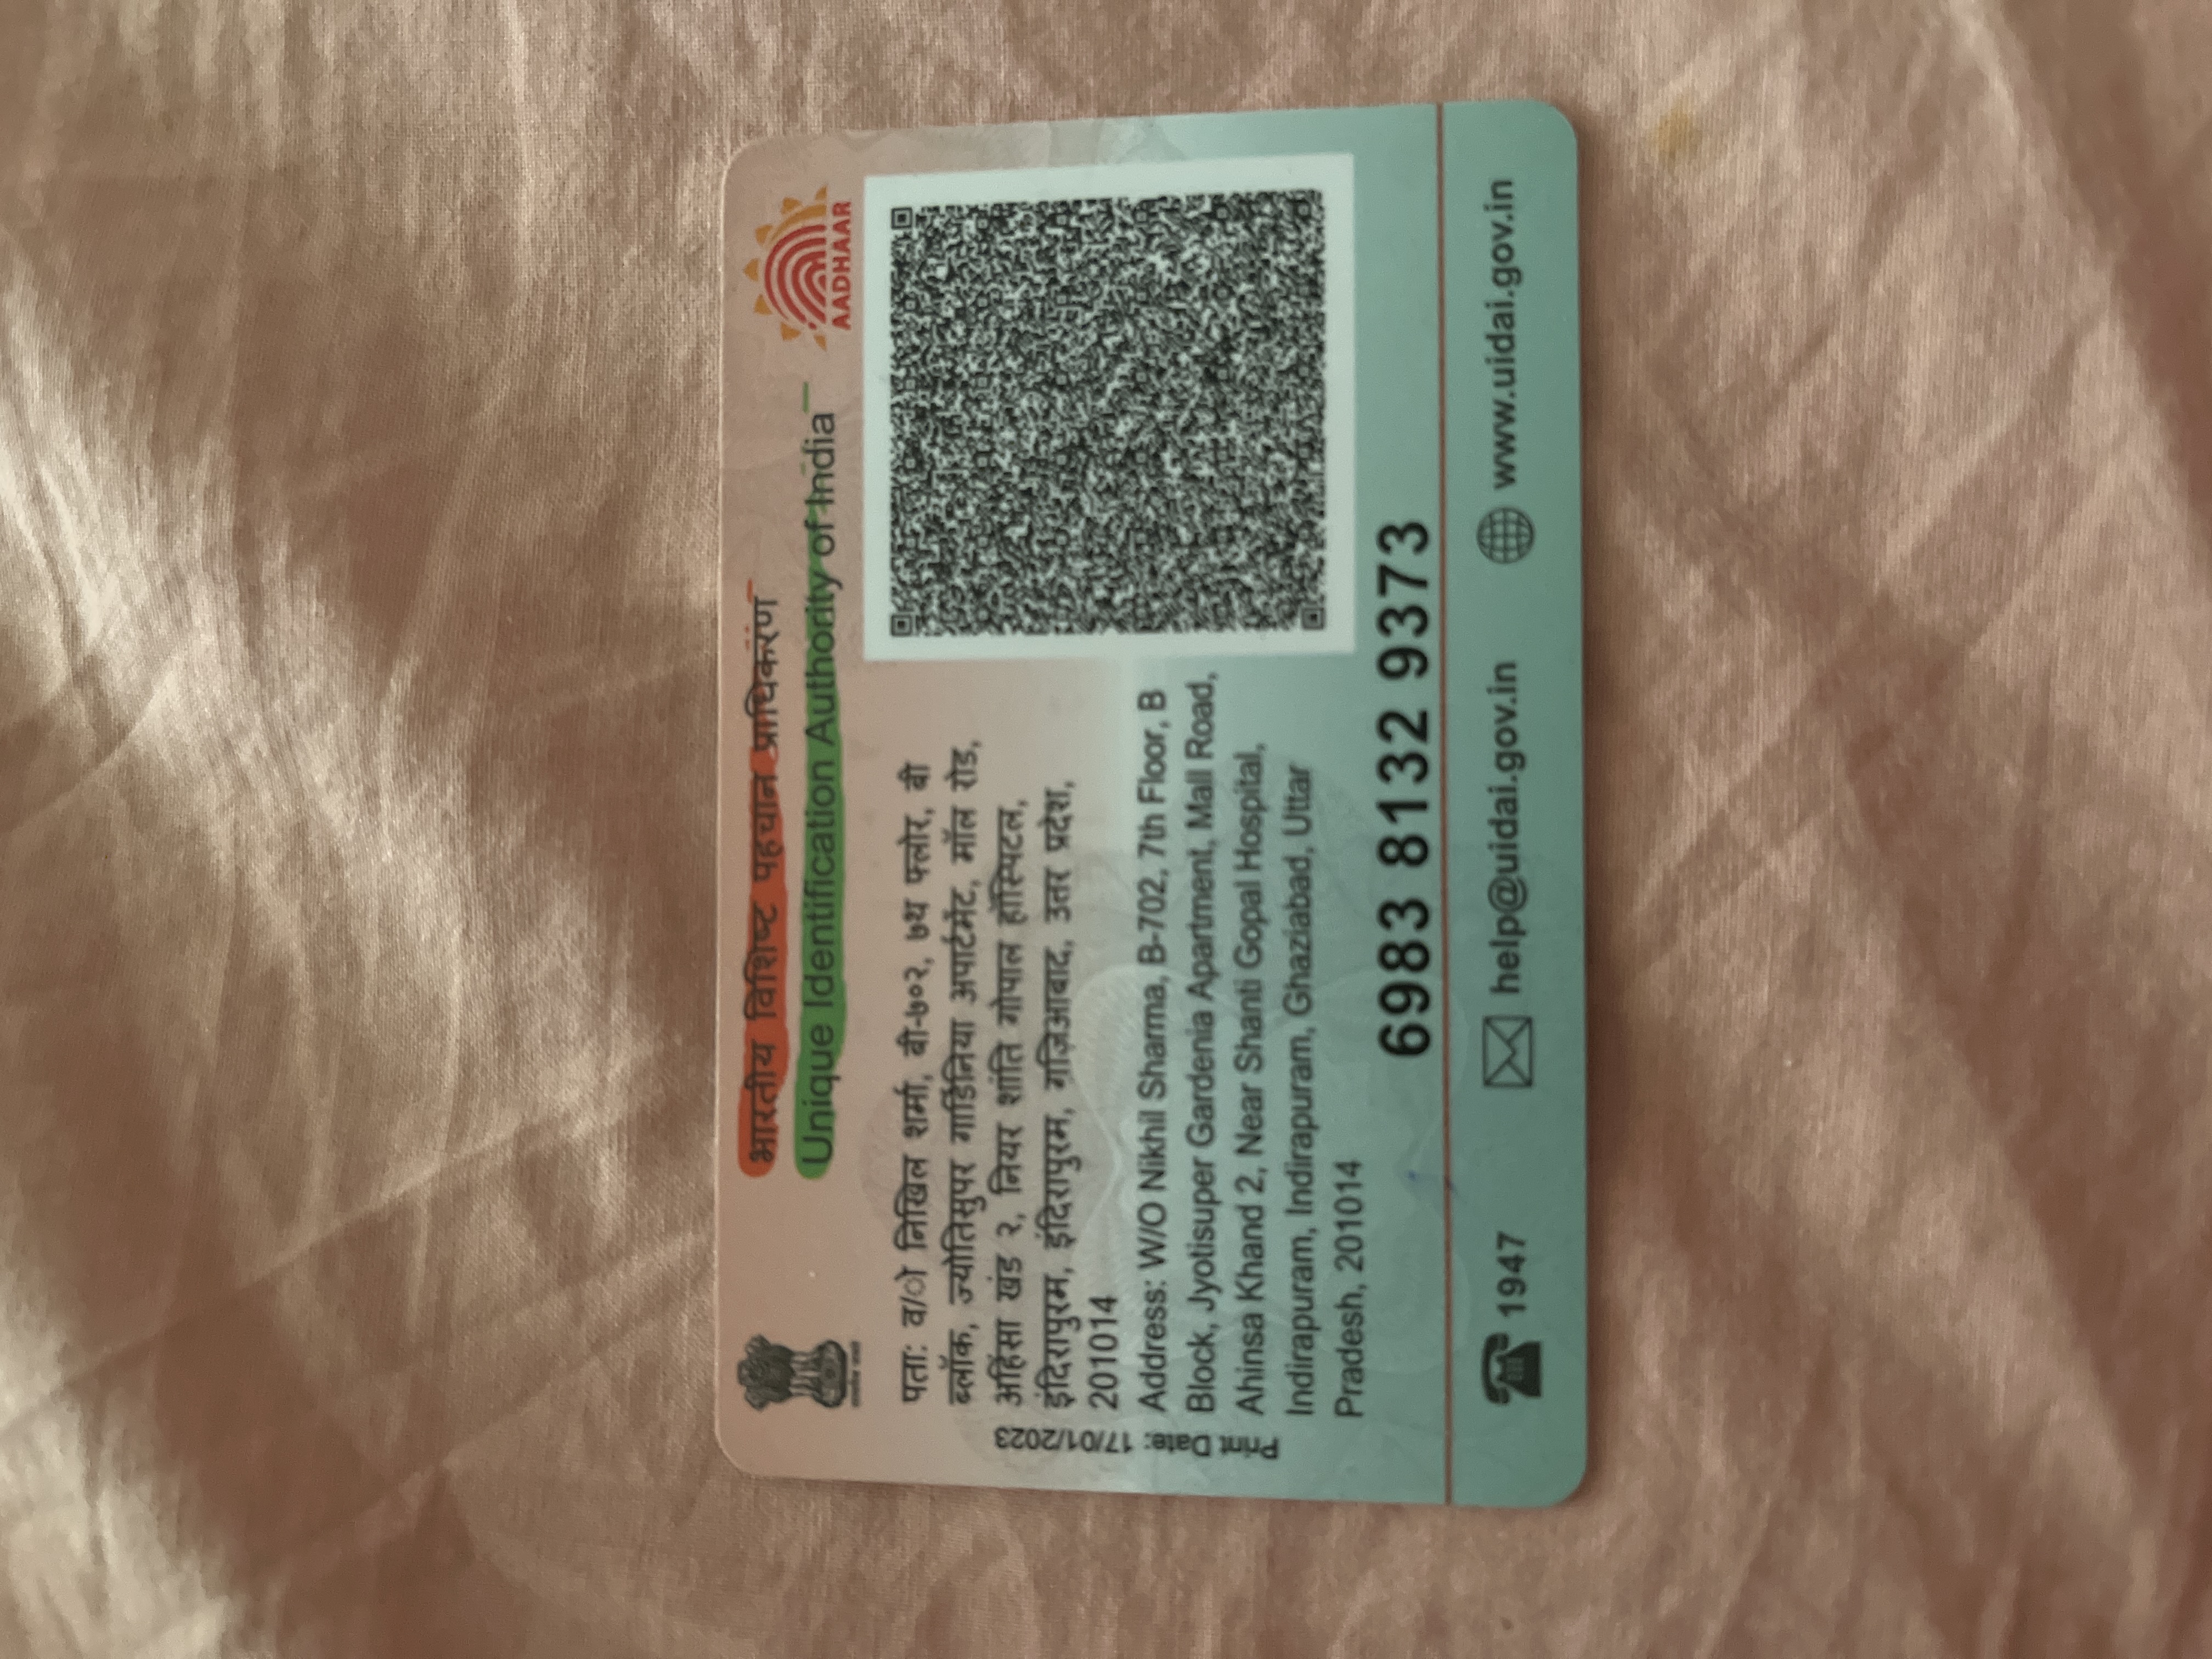 भारतीय विशिष्ट पहचान प्राधिकरण
Unique Identification Authority of India
AADHAAR
पता: व/ो निखिल शर्मा, बी-७०२, ७थ फ्लोर, बी
ब्लॉक, ज्योतिसुपर गार्डिनिया अपार्टमेंट, मॉल रोड,
अहिंसा खंड २, नियर शांति गोपाल हॉस्पिटल,
इंदिरापुरम, इंदिरापुरम, गज़िआबाद, उत्तर प्रदेश,
201014
Address: W/O Nikhil Sharma, B-702, 7th Floor, B
Block, Jyotisuper Gardenia Apartment, Mall Road,
Ahinsa Khand 2, Near Shanti Gopal Hospital,
Indirapuram, Indirapuram, Ghaziabad, Uttar
Pradesh, 201014
Print Date: 17/01/2023
6983 8132 9373
1947
help@uidai.gov.in
www.uidai.gov.in